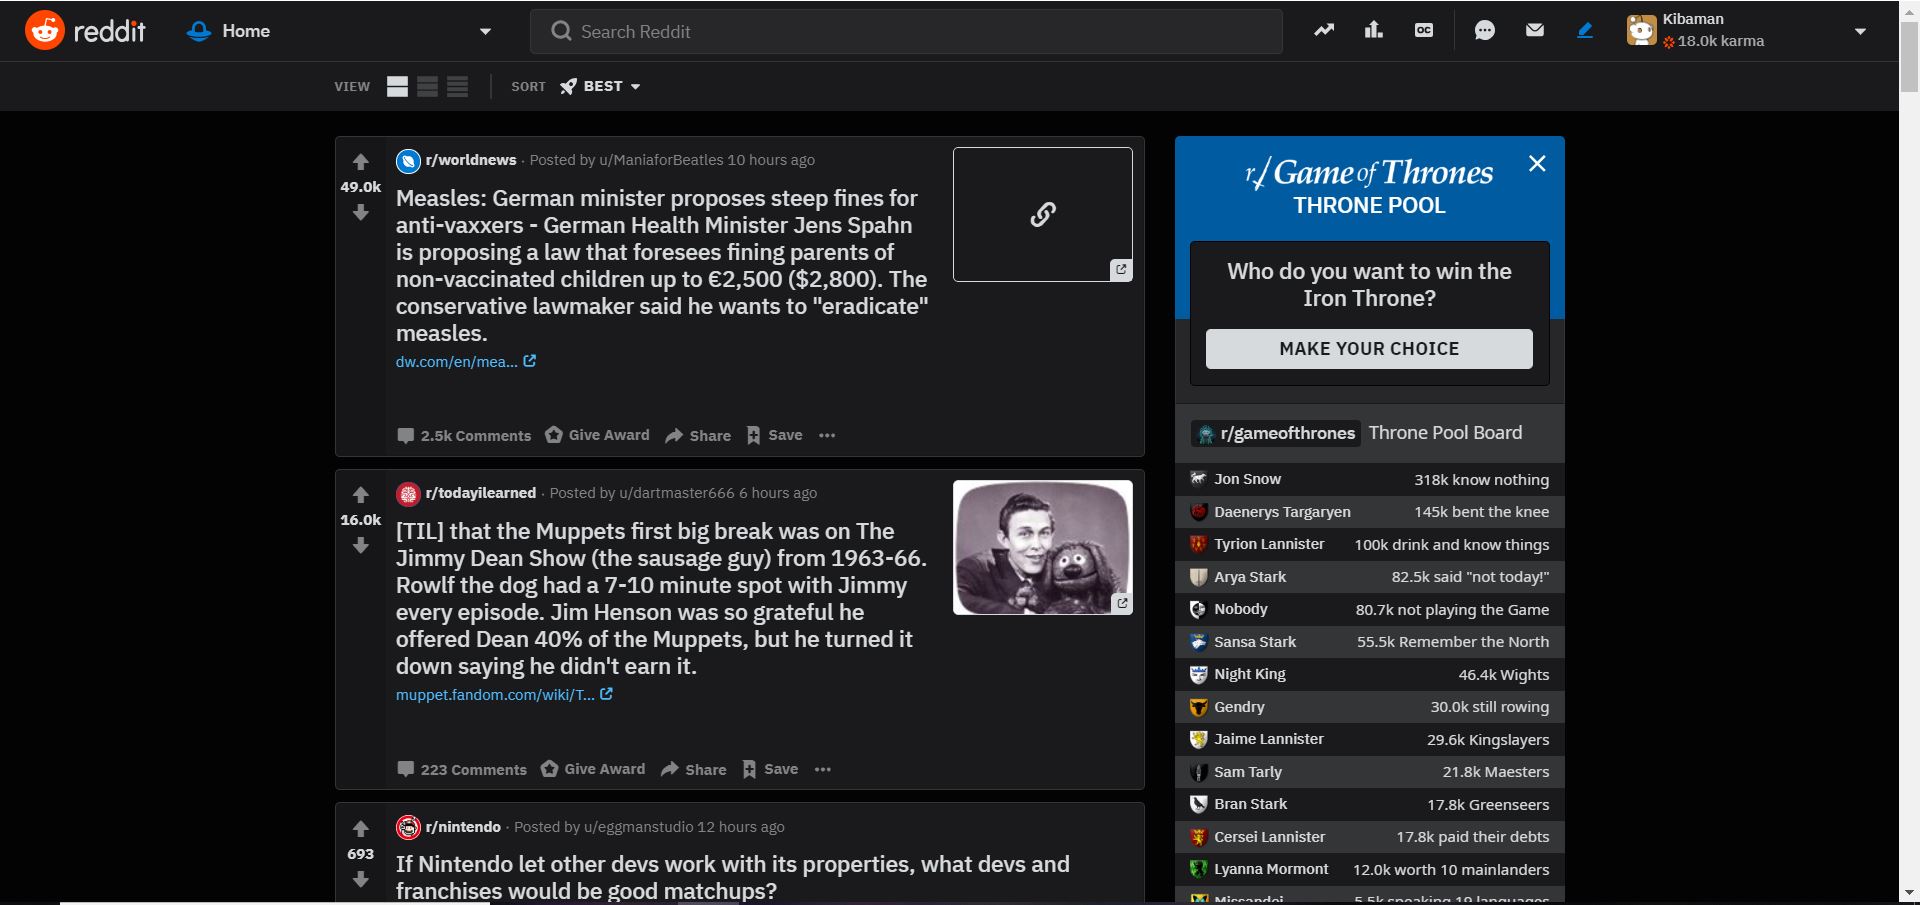 reddit
Home
Search Reddit
OC
Kibaman
18.0k karma
VIEW
SORT
BEST
49.0k
r/worldnews · Posted by u/ManiaforBeatles 10 hours ago
Measles: German minister proposes steep fines for
anti-vaxxers - German Health Minister Jens Spahn
is proposing a law that foresees fining parents of
non-vaccinated children up to €2,500 ($2,800). The
conservative lawmaker said he wants to "eradicate"
measles.
dw.com/en/mea...
2.5k Comments
Give Award
Share
Save
16.0k
r/todayilearned · Posted by u/dartmaster666 6 hours ago
[TIL] that the Muppets first big break was on The
Jimmy Dean Show (the sausage guy) from 1963-66.
Rowlf the dog had a 7-10 minute spot with Jimmy
every episode. Jim Henson was so grateful he
offered Dean 40% of the Muppets, but he turned it
down saying he didn't earn it.
muppet.fandom.com/wiki/T...
223 Comments
Give Award
Share
Save
693
r/nintendo · Posted by u/eggmanstudio 12 hours ago
If Nintendo let other devs work with its properties, what devs and
franchises would be good matchups?
r/Game of Thrones
THRONE POOL
Who do you want to win the
Iron Throne?
MAKE YOUR CHOICE
r/gameofthrones Throne Pool Board
Jon Snow 318k know nothing
Daenerys Targaryen 145k bent the knee
Tyrion Lannister 100k drink and know things
Arya Stark 82.5k said "not today!"
Nobody 80.7k not playing the Game
Sansa Stark 55.5k Remember the North
Night King 46.4k Wights
Gendry 30.0k still rowing
Jaime Lannister 29.6k Kingslayers
Sam Tarly 21.8k Maesters
Bran Stark 17.8k Greenseers
Cersei Lannister 17.8k paid their debts
Lyanna Mormont 12.0k worth 10 mainlanders
Missandei 5.5k speaking 19 languages